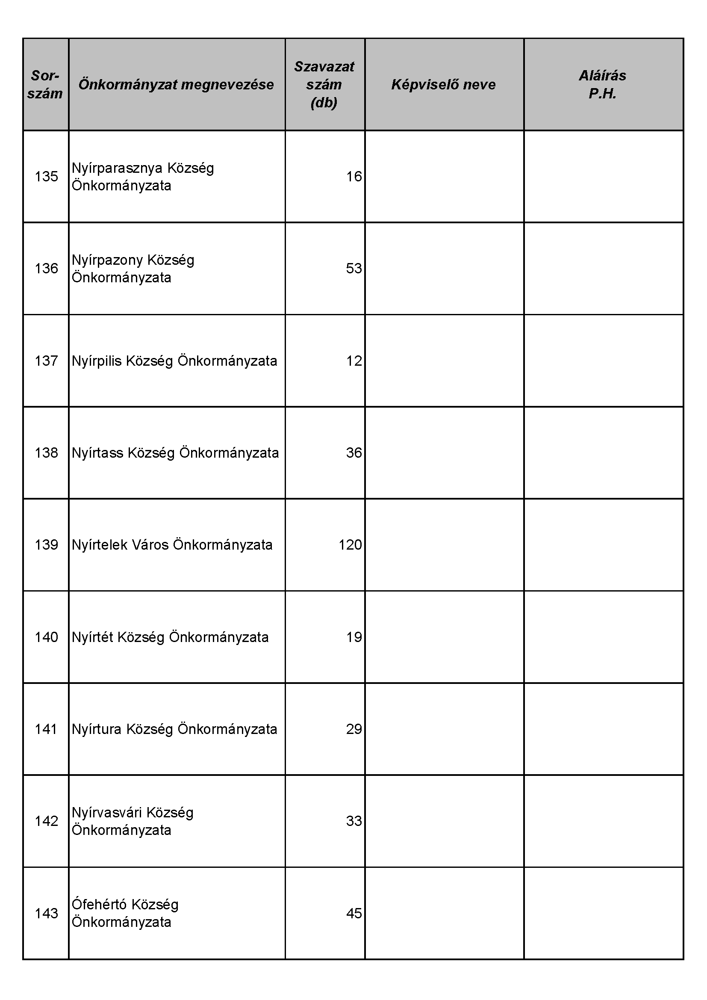 Sor-
szám
Önkormányzat megnevezése
Szavazat
szám
(db)
Képviselő neve
Aláírás
P.H.
135
Nyírparasznya Község
Önkormányzata
16
136
Nyírpazony Község
Önkormányzata
53
137
Nyírpilis Község Önkormányzata
12
138
Nyírtass Község Önkormányzata
36
139
Nyírtelek Város Önkormányzata
120
140
Nyírtét Község Önkormányzata
19
141
Nyírtura Község Önkormányzata
29
142
Nyírvasvári Község
Önkormányzata
33
143
Ófehértó Község
Önkormányzata
45